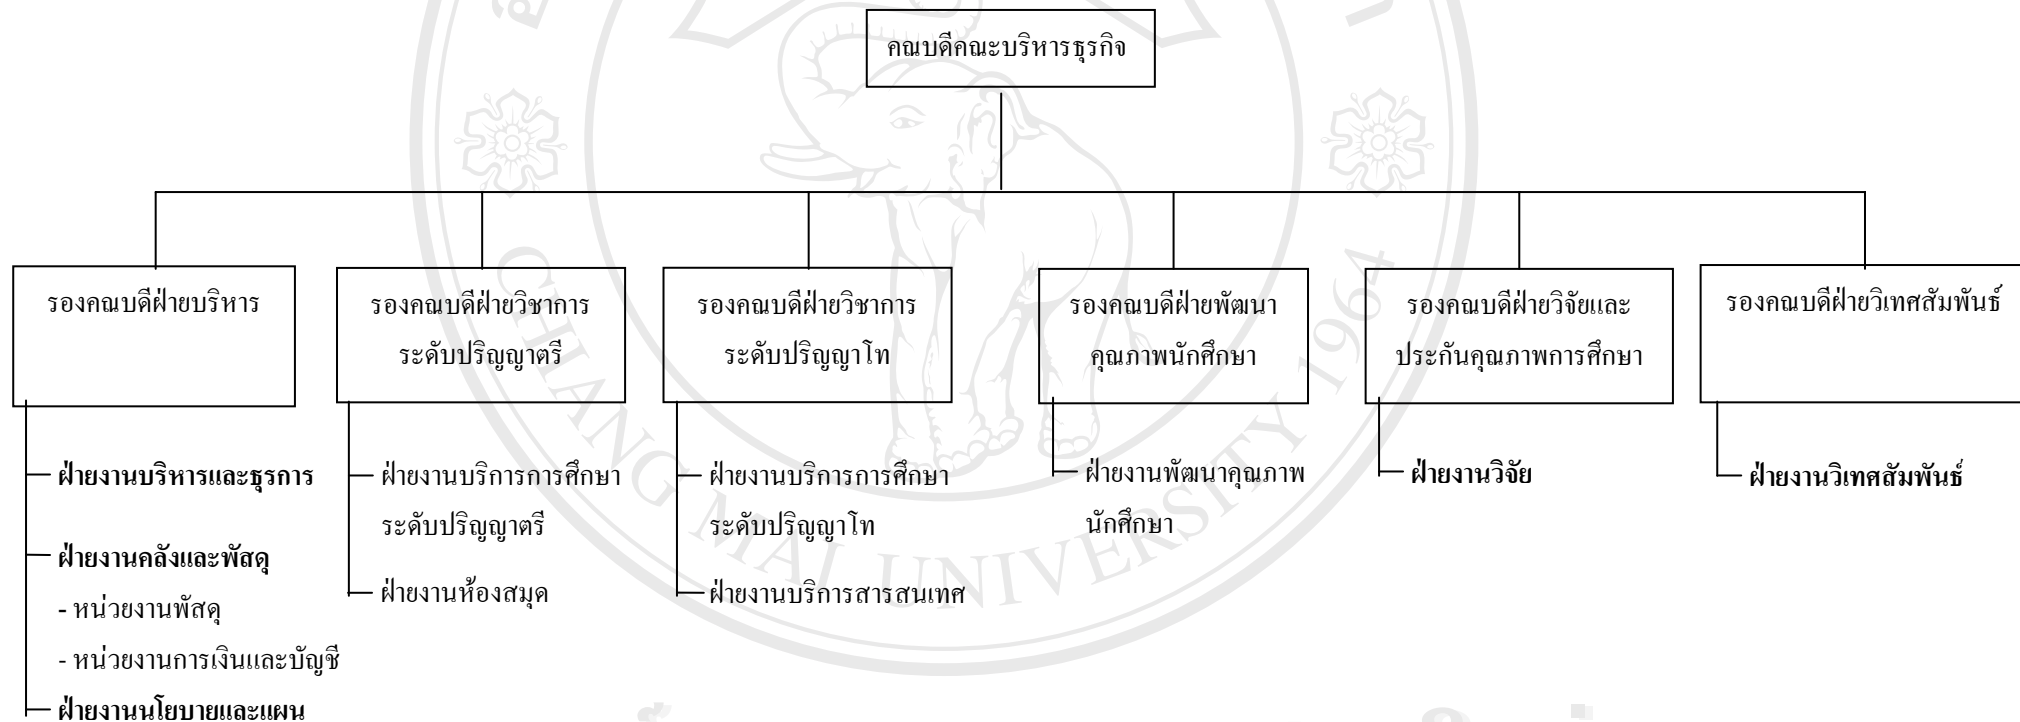 คณบดีคณะบริหารธุรกิจ
รองคณบดีฝ่ายบริหาร
รองคณบดีฝ่ายวิชาการ
ระดับปริญญาตรี
รองคณบดีฝ่ายวิชาการ
ระดับปริญญาโท
รองคณบดีฝ่ายพัฒนา
คุณภาพนักศึกษา
รองคณบดีฝ่ายวิจัยและ
ประกันคุณภาพการศึกษา
รองคณบดีฝ่ายวิเทศสัมพันธ์
ฝ่ายงานบริหารและธุรการ
ฝ่ายงานคลังและพัสดุ
- หน่วยงานพัสดุ
- หน่วยงานการเงินและบัญชี
ฝ่ายงานนโยบายและแผน
ฝ่ายงานบริการการศึกษา
ระดับปริญญาตรี
ฝ่ายงานห้องสมุด
ฝ่ายงานบริการการศึกษา
ระดับปริญญาโท
ฝ่ายงานบริการสารสนเทศ
ฝ่ายงานพัฒนาคุณภาพ
นักศึกษา
ฝ่ายงานวิจัย
ฝ่ายงานวิเทศสัมพันธ์
CHIANG MAI UNIVERSITY 1964